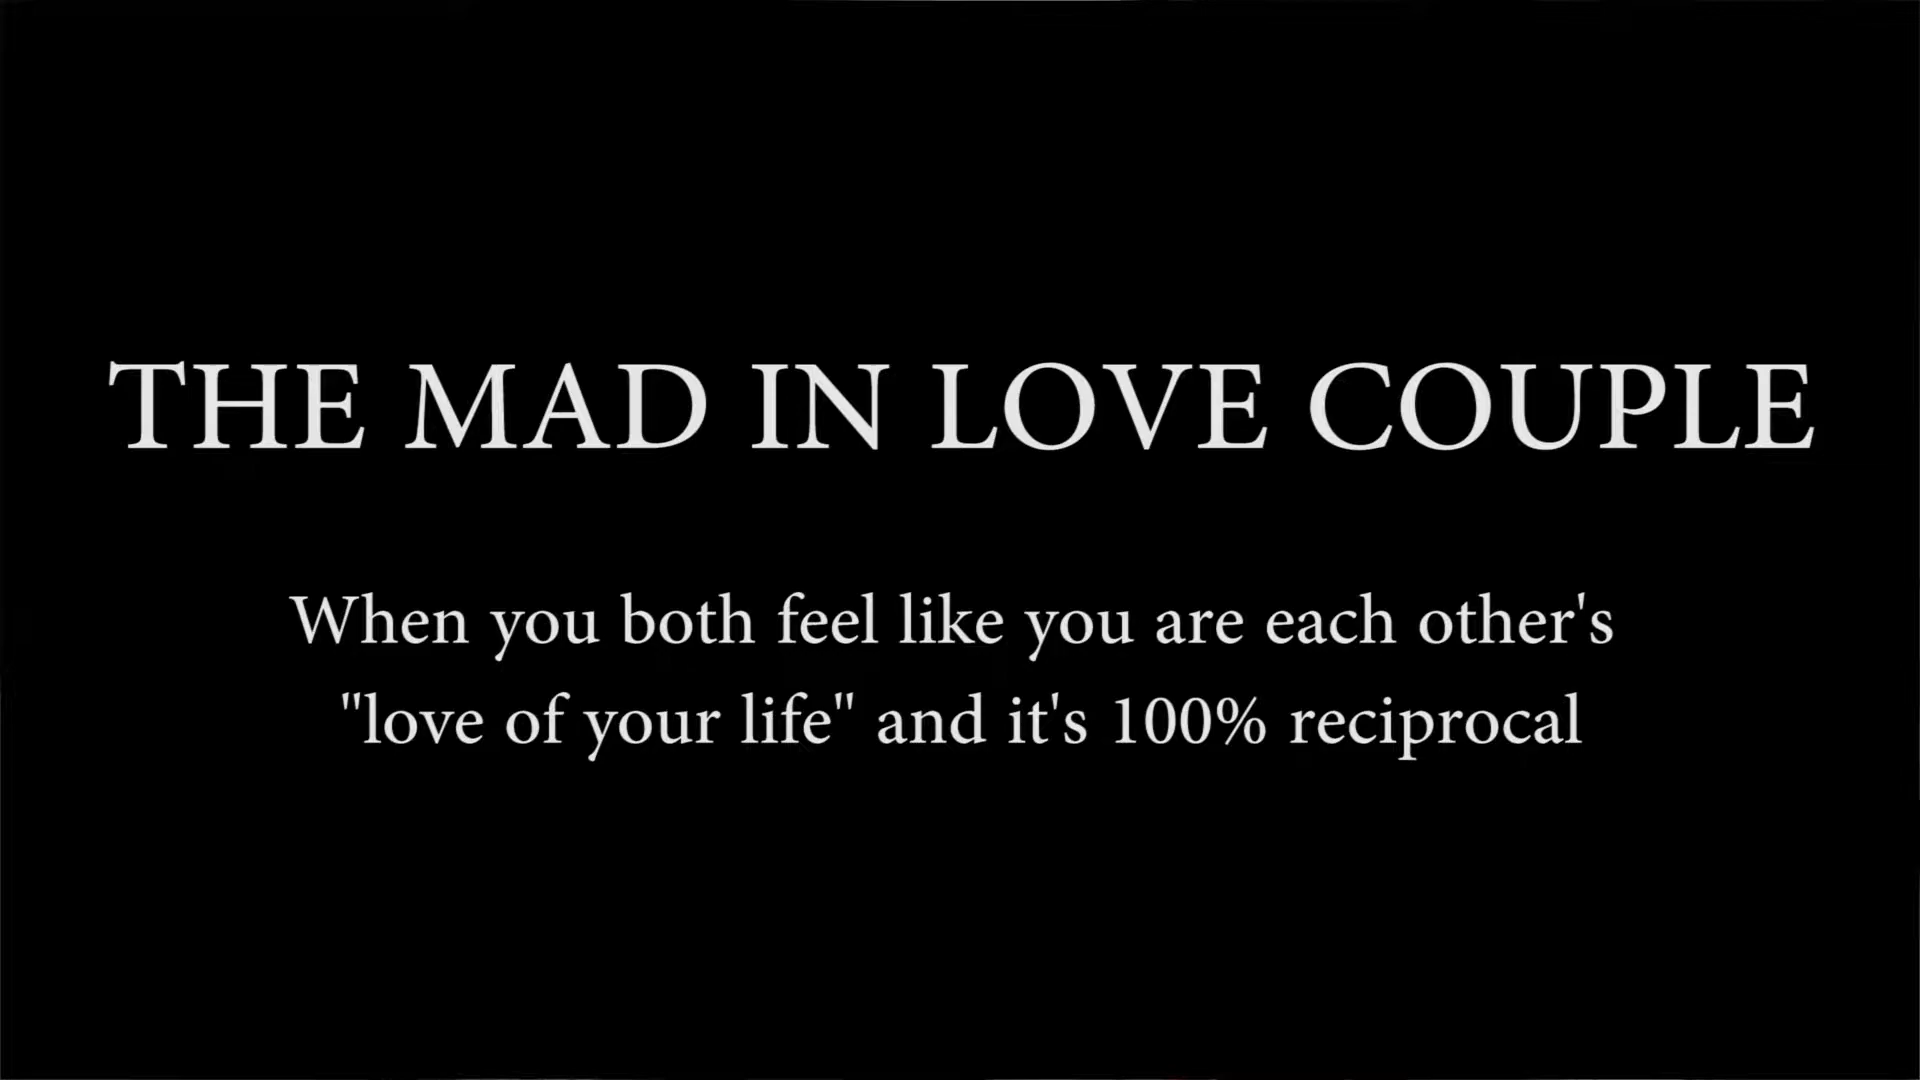 THE MAD IN LOVE COUPLE
When you both feel like you are each other's
"love of your life" and it's 100% reciprocal